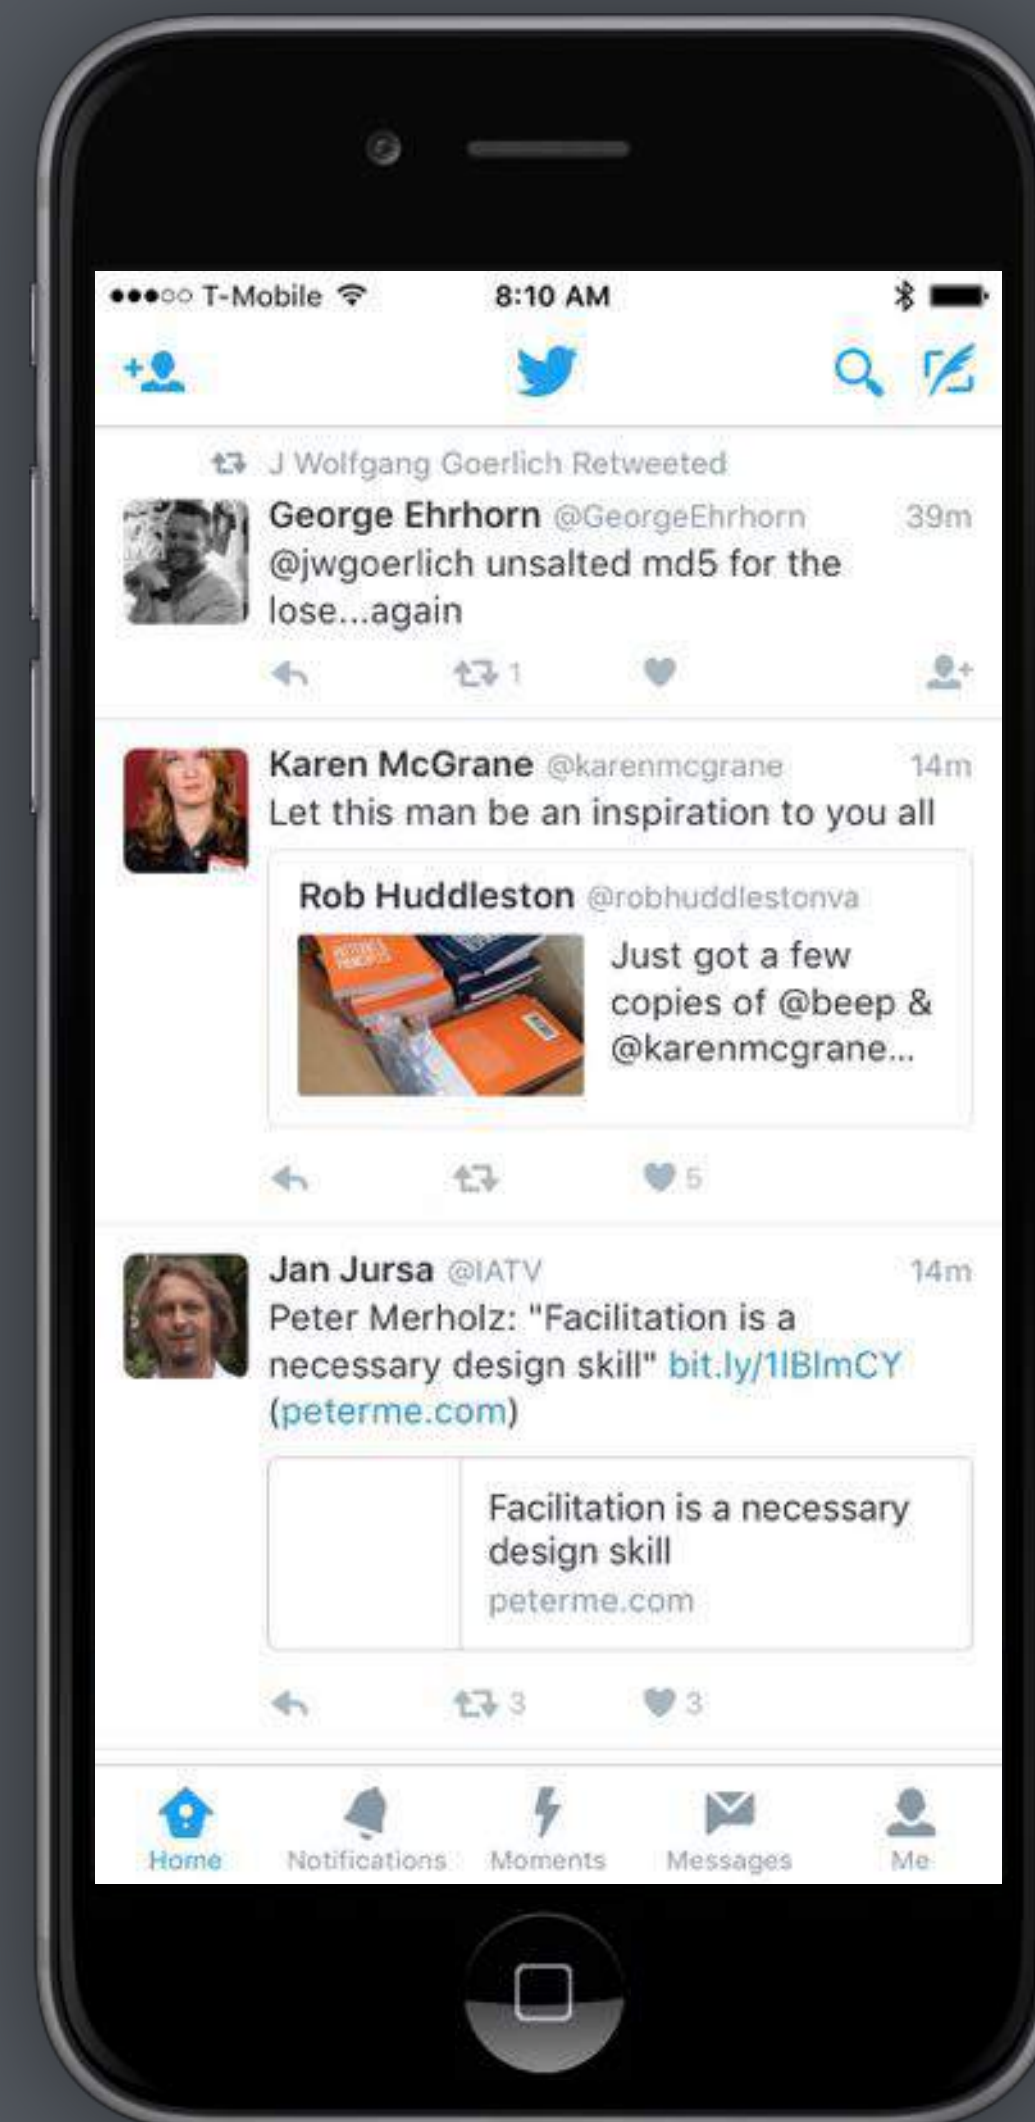 T-Mobile 8:10 AM
J Wolfgang Goerlich Retweeted
George Ehrhorn @GeorgeEhrhorn 39m
@jwgoerlich unsalted md5 for the
lose...again
1
Karen McGrane @karenmcgrane 14m
Let this man be an inspiration to you all
Rob Huddleston @robhuddlestonva
Just got a few
copies of @beep &
@karenmcgrane...
5
Jan Jursa @IATV 14m
Peter Merholz: "Facilitation is a
necessary design skill" bit.ly/1IBlmCY
(peterme.com)
Facilitation is a necessary
design skill
peterme.com
3 3
Home Notifications Moments Messages Me